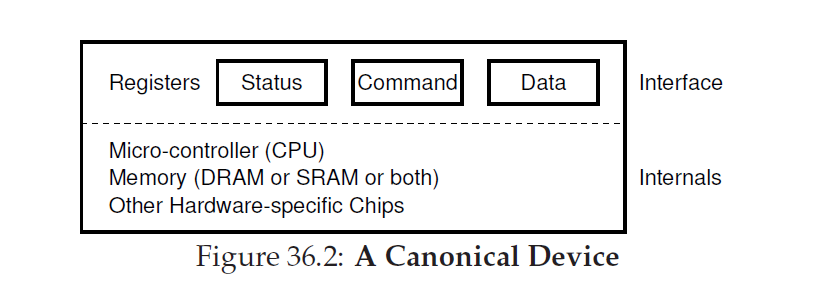 Registers Status Command Data Interface
Micro-controller (CPU)
Memory (DRAM or SRAM or both) Internals
Other Hardware-specific Chips
Figure 36.2: A Canonical Device